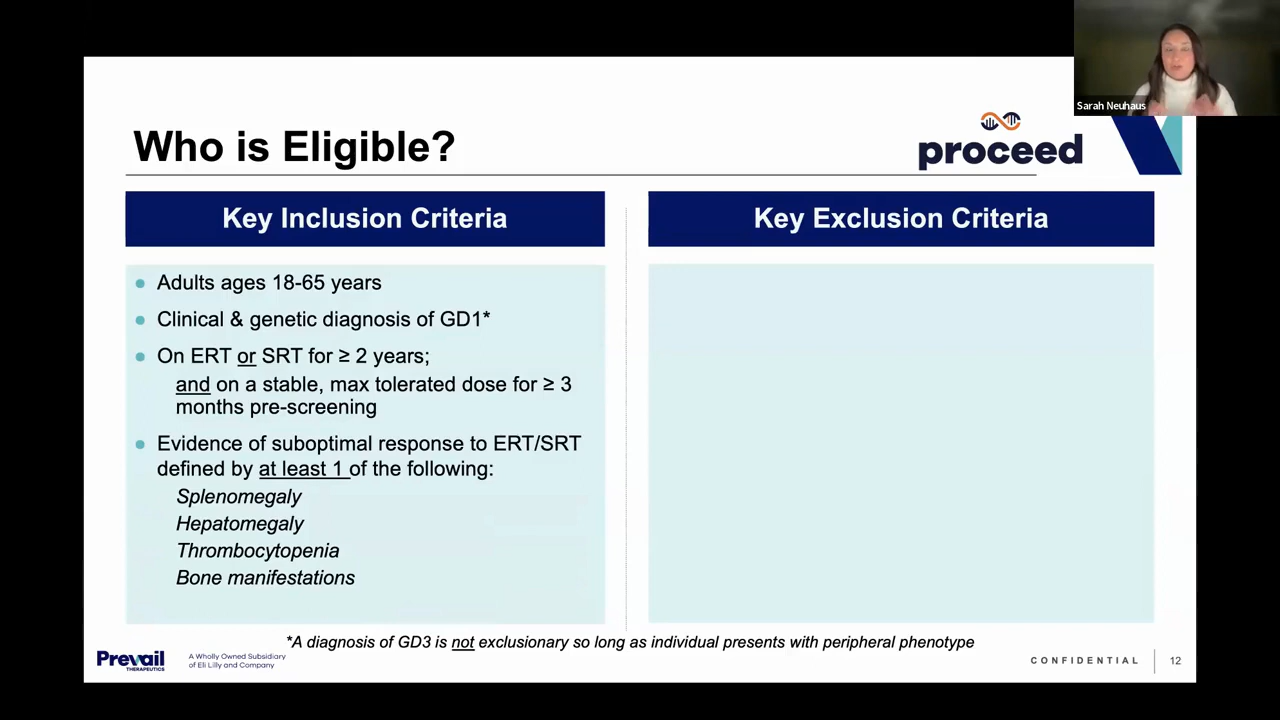 Sarah Neuhaus
Who is Eligible?
proceed
Key Inclusion Criteria
Adults ages 18-65 years
Clinical & genetic diagnosis of GD1*
On ERT or SRT for ≥ 2 years;
and on a stable, max tolerated dose for ≥ 3
months pre-screening
Evidence of suboptimal response to ERT/SRT
defined by at least 1 of the following:
Splenomegaly
Hepatomegaly
Thrombocytopenia
Bone manifestations
Key Exclusion Criteria
*A diagnosis of GD3 is not exclusionary so long as individual presents with peripheral phenotype
Prevail
THERAPEUTICS
A Wholly Owned Subsidiary
of Eli Lilly and Company
CONFIDENTIAL
12